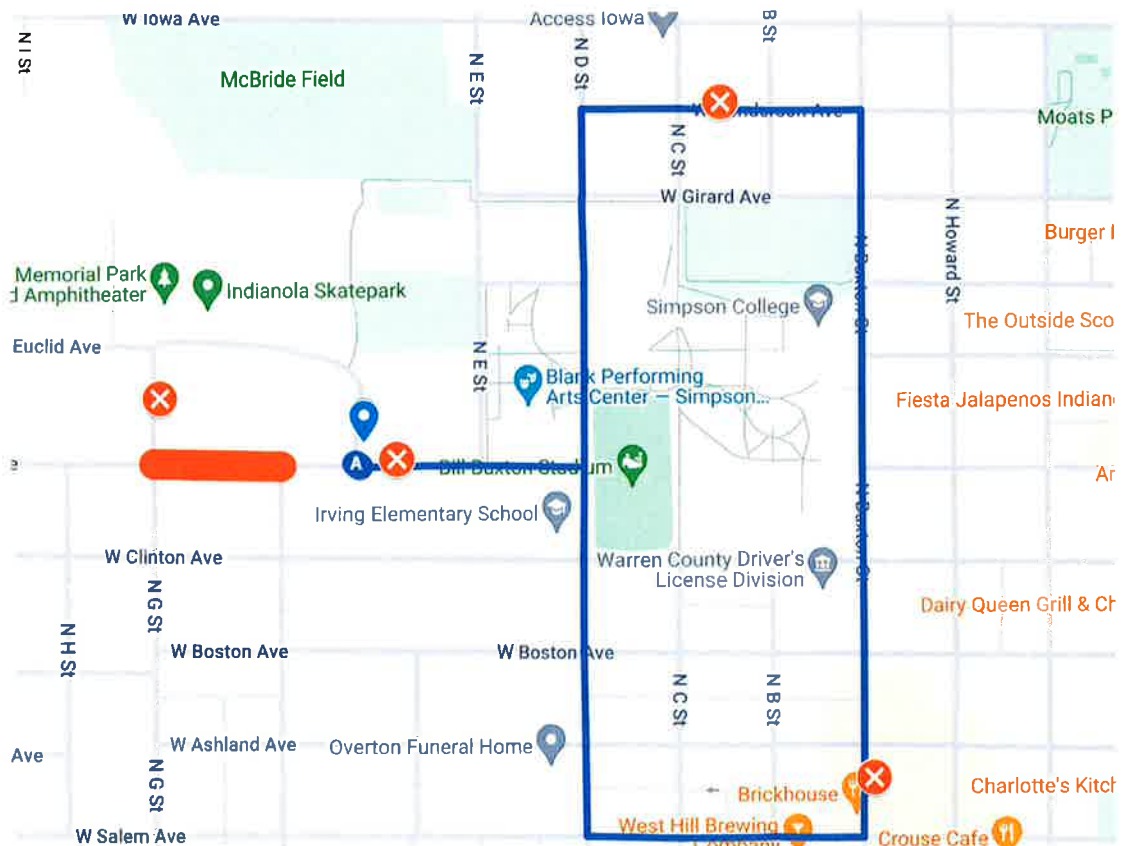 W Iowa Ave
Access Iowa
B St
N I St
N E St
N D St
McBride Field
Moats P
N C St
W Girard Ave
N Howard St
Burger
Memorial Park
d Amphitheater
Indianola Skatepark
Simpson College
N Buxton St
The Outside Sco
Euclid Ave
N E St
Blank Performing
Arts Center – Simpson...
Fiesta Jalapenos Indian
A
Bill Buxton Stadium
Ar
Irving Elementary School
N Buxton St
W Clinton Ave
Warren County Driver's
License Division
N G St
Dairy Queen Grill & Ch
N H St
W Boston Ave
W Boston Ave
N C St
N B St
W Ashland Ave
Overton Funeral Home
Ave
N G St
Brickhouse
Charlotte's Kitch
W Salem Ave
West Hill Brewing
Company
Crouse Cafe